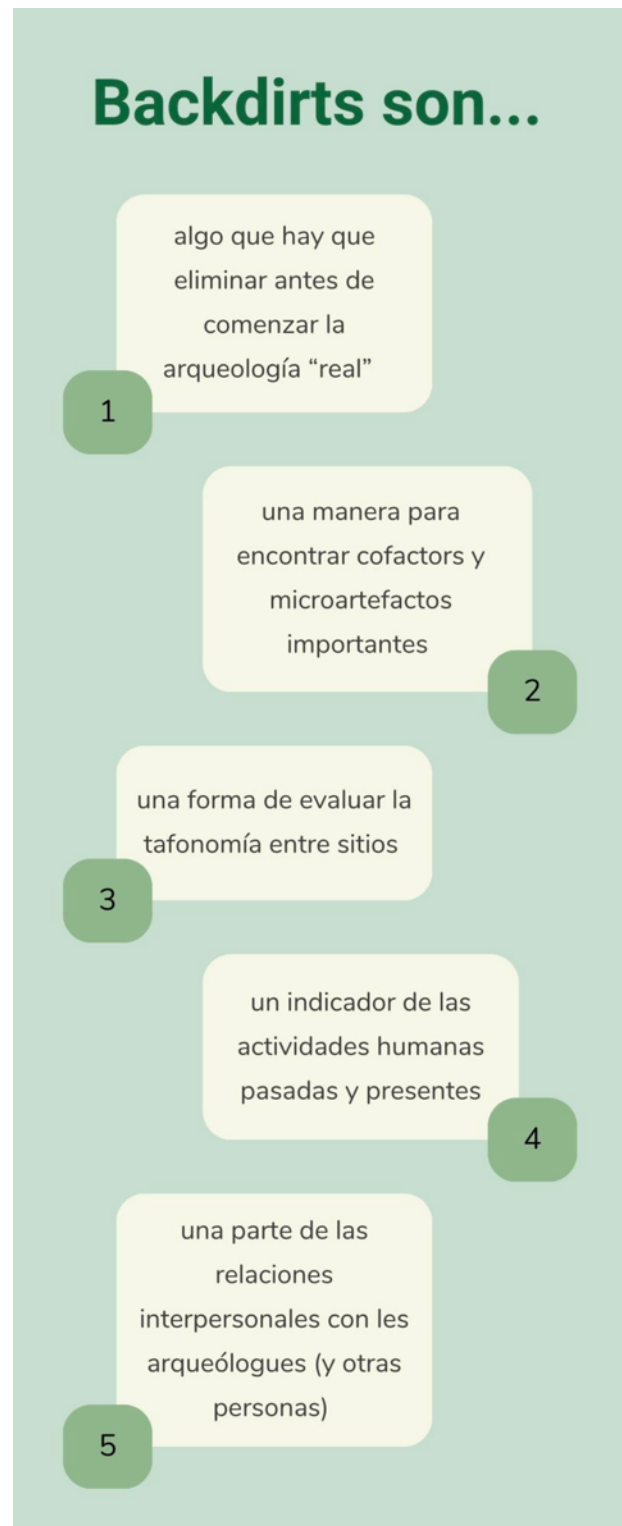 Backdirts son...
algo que hay que
eliminar antes de
comenzar la
arqueología “real”
1
una manera para
encontrar cofactors y
microartefactos
importantes
2
una forma de evaluar la
tafonomía entre sitios
3
un indicador de las
actividades humanas
pasadas y presentes
4
una parte de las
relaciones
interpersonales con les
arqueólogues (y otras
personas)
5